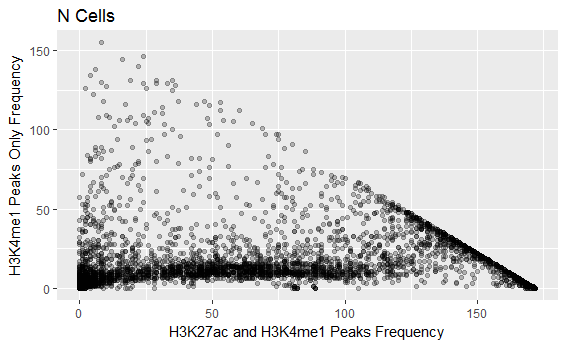 N Cells
H3K4me1 Peaks Only Frequency
150
100
50
0
0 50 100 150
H3K27ac and H3K4me1 Peaks Frequency